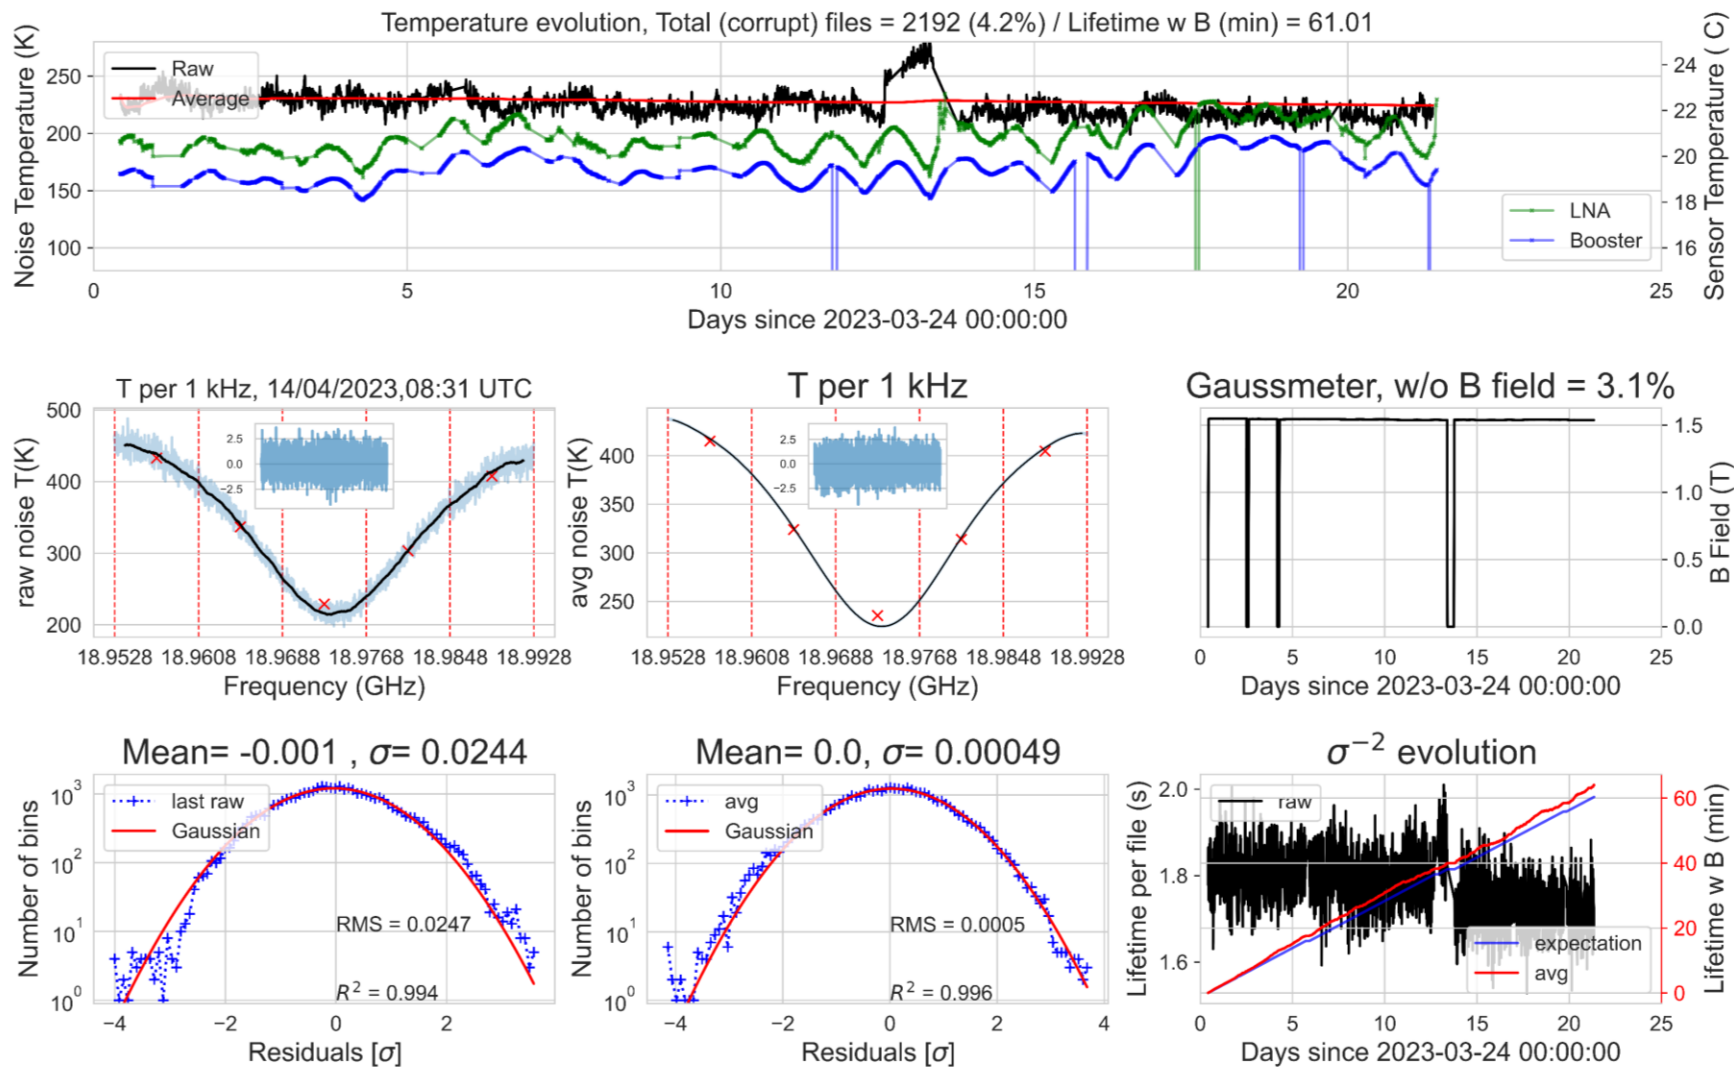 Temperature evolution, Total (corrupt) files = 2192 (4.2%) / Lifetime w B (min) = 61.01
Noise Temperature (K)
250
200
150
100
Raw
Average
LNA
Booster
24
22
20
18
16
Sensor Temperature ( C)
0 5 10 15 20 25
Days since 2023-03-24 00:00:00
T per 1 kHz, 14/04/2023,08:31 UTC
raw noise T(K)
500
400
300
200
2.5
0.0
−2.5
18.95528 18.9608 18.9688 18.9768 18.9848 18.9928
Frequency (GHz)
T per 1 kHz
avg noise T(K)
400
350
300
250
2.5
0.0
−2.5
18.95528 18.9608 18.9688 18.9768 18.9848 18.9928
Frequency (GHz)
Gaussmeter, w/o B field = 3.1%
1.5
1.0
0.5
0.0
B Field (T)
0 5 10 15 20 25
Days since 2023-03-24 00:00:00
Mean= -0.001 , σ= 0.0244
Number of bins
10³
10²
10¹
10⁰
last raw
Gaussian
RMS = 0.0247
R² = 0.994
−4 −2 0 2
Residuals [σ]
Mean= 0.0, σ= 0.00049
Number of bins
10³
10²
10¹
10⁰
avg
Gaussian
RMS = 0.0005
R² = 0.996
−4 −2 0 2 4
Residuals [σ]
σ⁻² evolution
Lifetime per file (s)
2.0
1.8
1.6
raw
expectation
avg
60
40
20
0
Lifetime w B (min)
0 5 10 15 20 25
Days since 2023-03-24 00:00:00